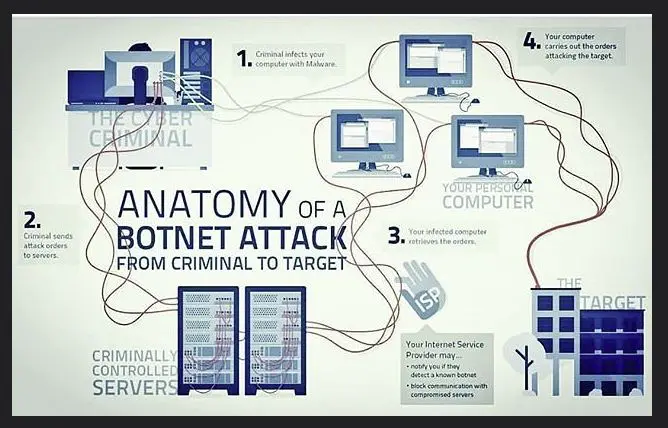 1. Criminal infects your
computer with Malware.
4. Your computer
carries out the orders
attacking the target.
THE CYBER
CRIMINAL
YOUR PERSONAL
COMPUTER
ANATOMY OF A
BOTNET ATTACK
FROM CRIMINAL TO TARGET
2.
Criminal sends
attack orders
to servers.
3. Your infected computer
retrieves the orders.
ISP
THE
TARGET
CRIMINALLY
CONTROLLED
SERVERS
Your Internet Service
Provider may...
• notify you if they
detect a known botnet
• block communication with
compromised servers